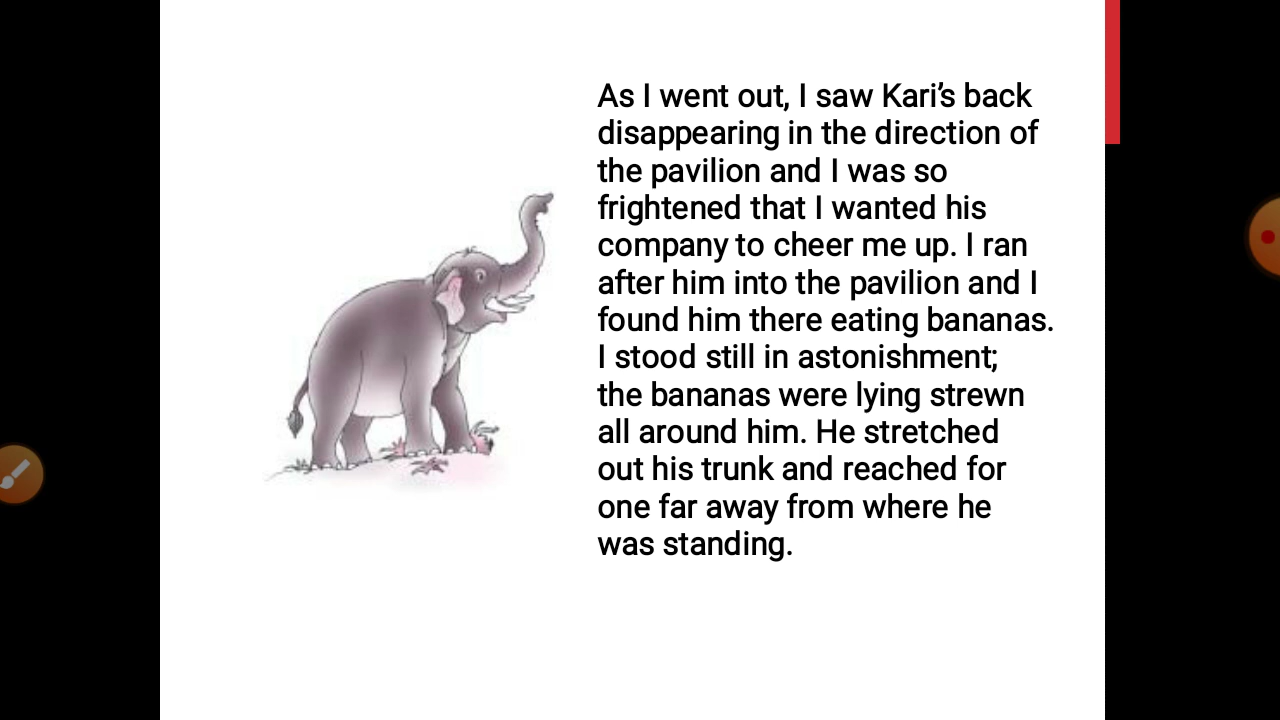 As I went out, I saw Kari’s back
disappearing in the direction of
the pavilion and I was so
frightened that I wanted his
company to cheer me up. I ran
after him into the pavilion and I
found him there eating bananas.
I stood still in astonishment;
the bananas were lying strewn
all around him. He stretched
out his trunk and reached for
one far away from where he
was standing.